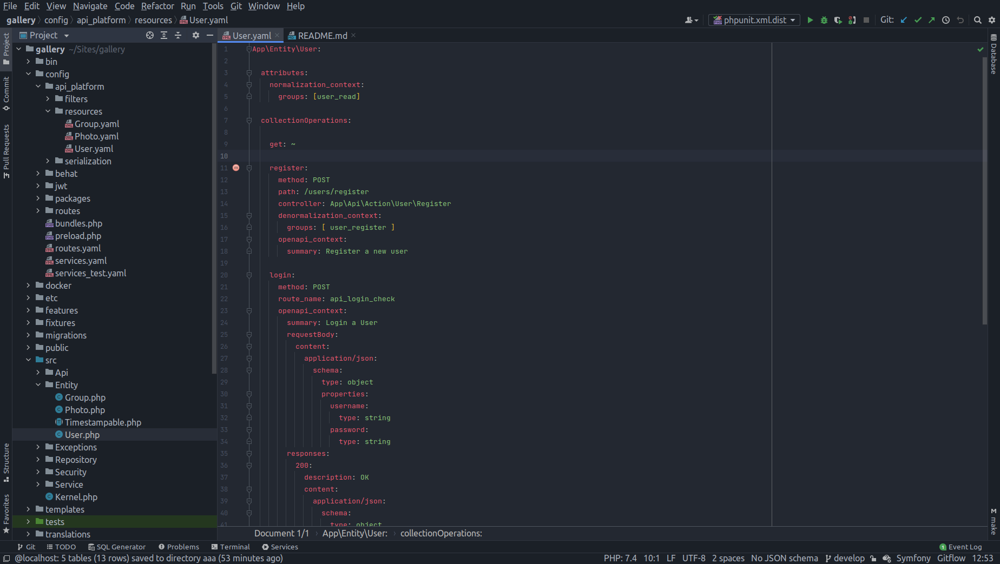 File Edit View Navigate Code Refactor Run Tools Git Window Help
gallery config api_platform resources User.yaml
phpunit.xml.dist
Git:
Project
User.yaml
README.md
Project
Commit
Pull Requests
Structure
Favorites
gallery ~/Sites/gallery
bin
config
api_platform
filters
resources
Group.yaml
Photo.yaml
User.yaml
serialization
behat
jwt
packages
routes
bundles.php
preload.php
routes.yaml
services.yaml
services_test.yaml
docker
etc
features
fixtures
migrations
public
src
Api
Entity
Group.php
Photo.php
Timestampable.php
User.php
Exceptions
Repository
Security
Service
Kernel.php
templates
tests
translations
1 App\Entity\User:
2
3 attributes:
4 normalization_context:
5 groups: [user_read]
6
7 collectionOperations:
8
9 get: ~
10
11 register:
12 method: POST
13 path: /users/register
14 controller: App\Api\Action\User\Register
15 denormalization_context:
16 groups: [ user_register ]
17 openapi_context:
18 summary: Register a new user
19
20 login:
21 method: POST
22 route_name: api_login_check
23 openapi_context:
24 summary: Login a User
25 requestBody:
26 content:
27 application/json:
28 schema:
29 type: object
30 properties:
31 username:
32 type: string
33 password:
34 type: string
35 responses:
36 200:
37 description: OK
38 content:
39 application/json:
40 schema:
41 type: object
Database
make
Document 1/1 App\Entity\User: collectionOperations:
Git TODO SQL Generator Problems Terminal Services 1 Event Log
@localhost: 5 tables (13 rows) saved to directory aaa (53 minutes ago) PHP: 7.4 10:1 LF UTF-8 2 spaces No JSON schema develop Symfony Gitflow 12:53